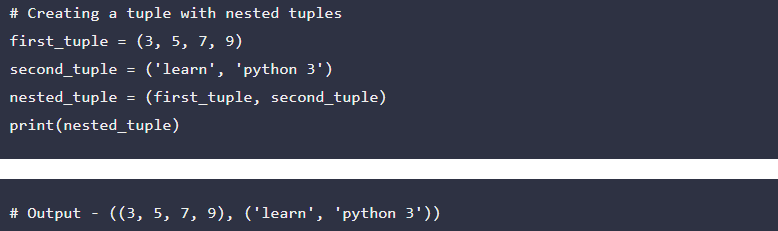 # Creating a tuple with nested tuples
first_tuple = (3, 5, 7, 9)
second_tuple = ('learn', 'python 3')
nested_tuple = (first_tuple, second_tuple)
print(nested_tuple)
# Output - ((3, 5, 7, 9), ('learn', 'python 3'))